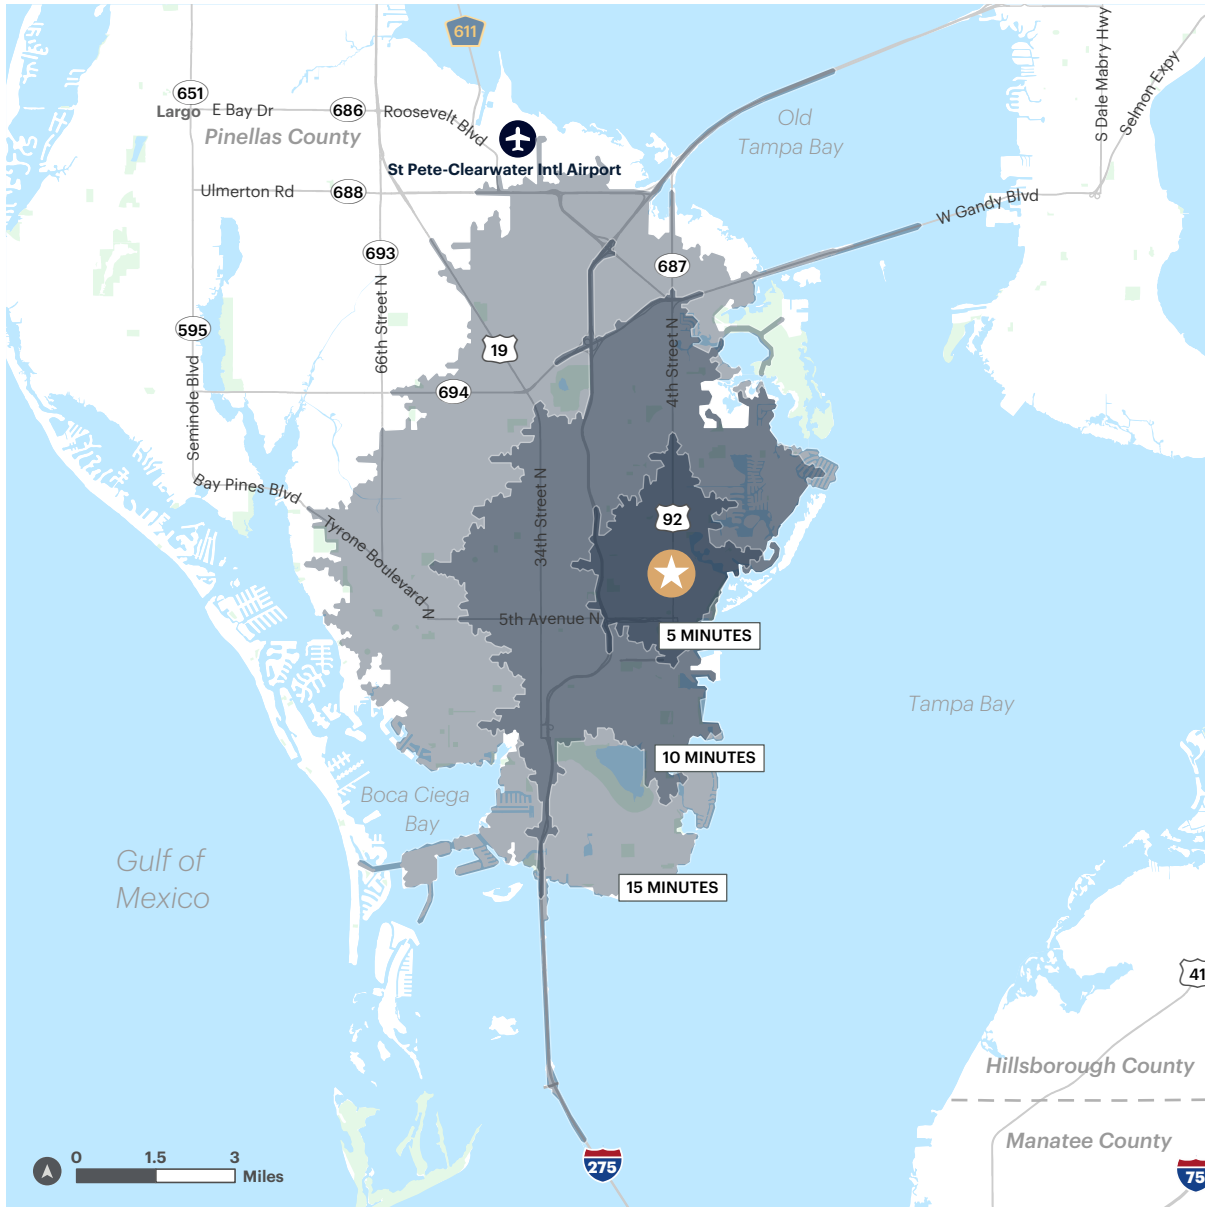 611
S Dale Mabry Hwy
Selmon Expy
651
Largo
E Bay Dr
686
Roosevelt Blvd
Pinellas County
Old
Tampa Bay
St Pete-Clearwater Intl Airport
Ulmerton Rd
688
W Gandy Blvd
693
687
66th Street N
595
19
4th Street N
Seminole Blvd
694
34th Street N
Bay Pines Blvd
Tyrone Boulevard N
92
5th Avenue N
5 MINUTES
Tampa Bay
10 MINUTES
Boca Ciega
Bay
Gulf of
Mexico
15 MINUTES
41
Hillsborough County
Manatee County
0 1.5 3
Miles
275
75